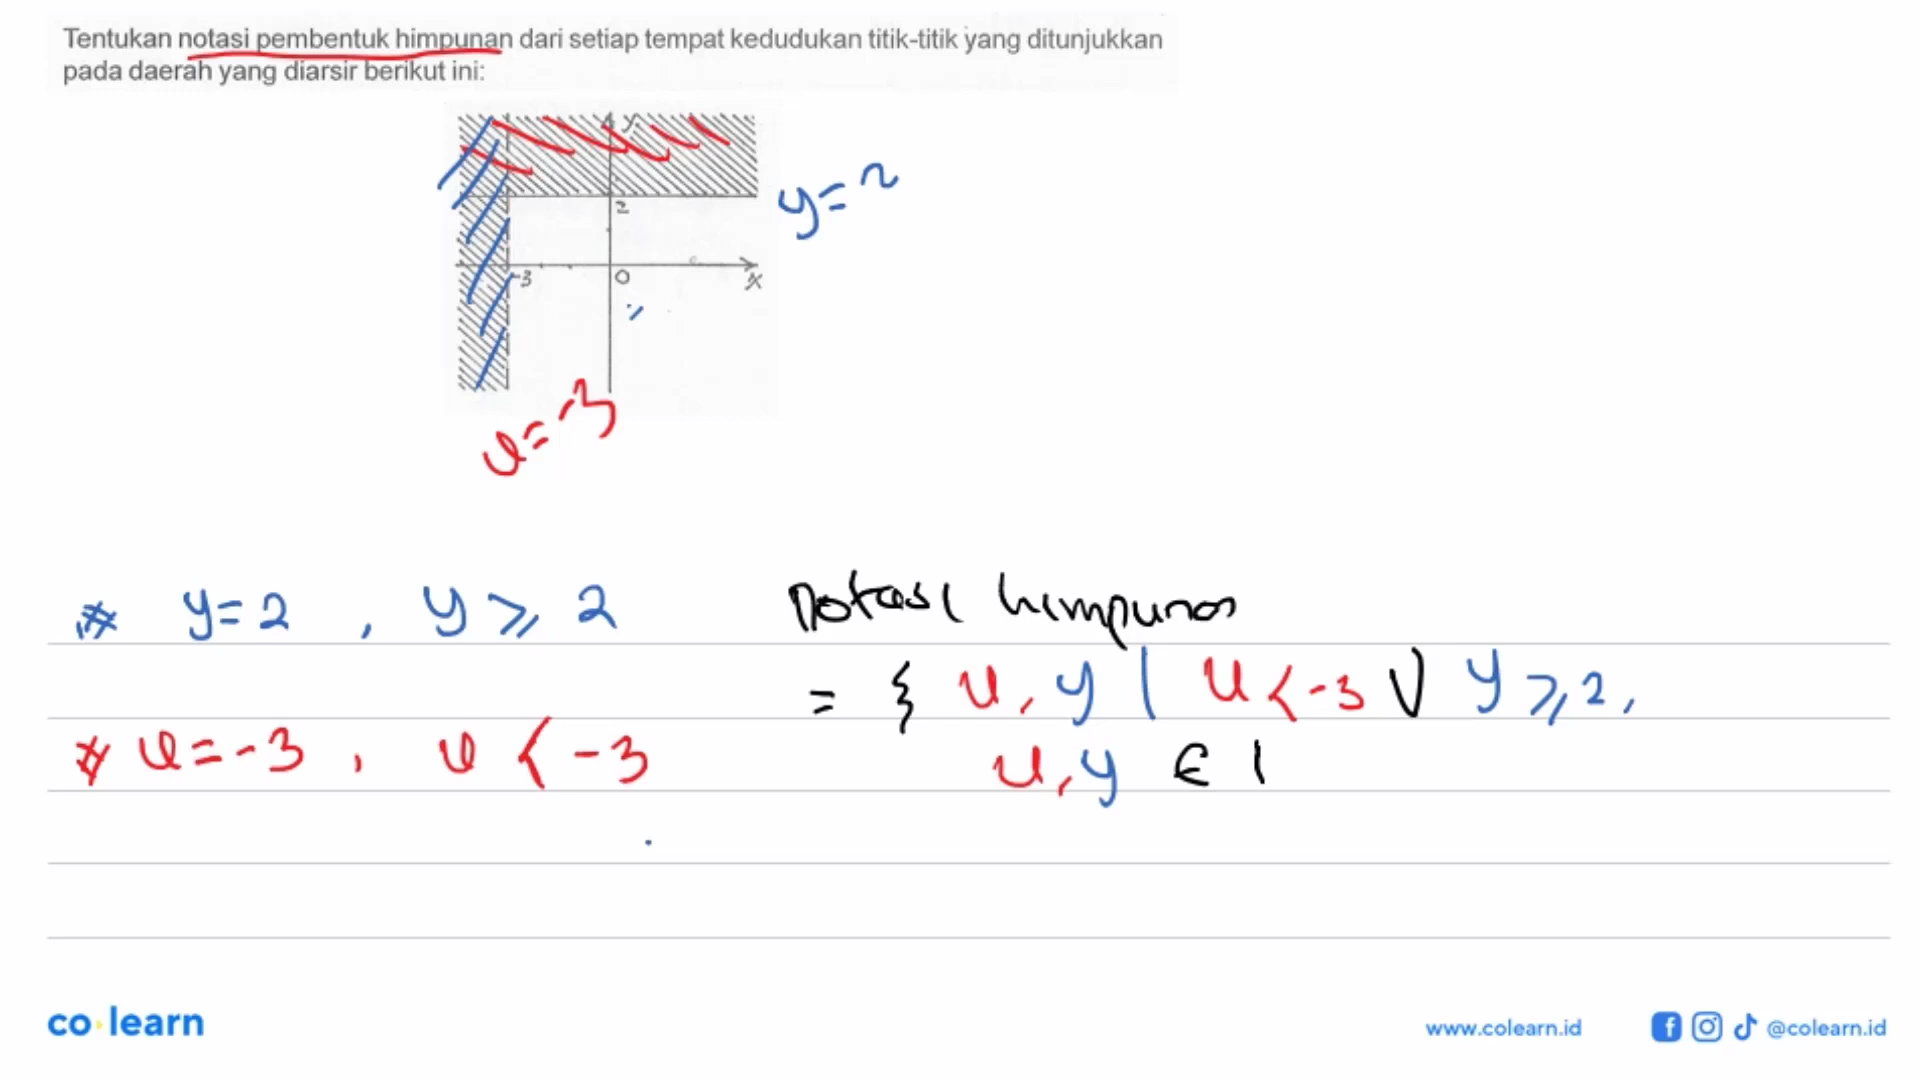 Tentukan notasi pembentuk himpunan dari setiap tempat kedudukan titik-titik yang ditunjukkan
pada daerah yang diarsir berikut ini:
y
2
-3 0 x
y = 2
x = -3
* y = 2 , y ⩾ 2
* x = -3 , x < -3
Notasi himpunan
= { x, y | x < -3 ∨ y ⩾ 2,
x, y ∈
co learn
www.colearn.id
@colearn.id